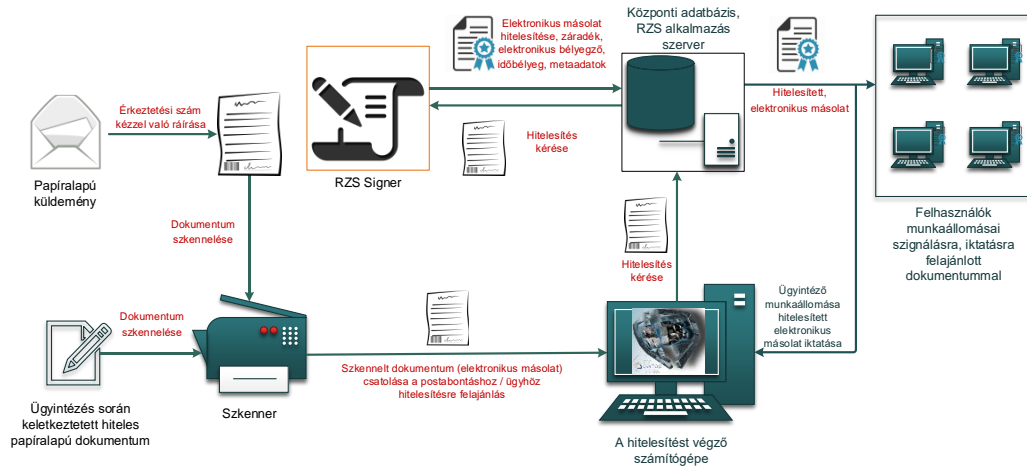 Elektronikus másolat
hitelesítése, záradék,
elektronikus bélyegző,
időbélyeg, metaadatok
Központi adatbázis,
RZS alkalmazás
szerver
Érkeztetési szám
kézzel való ráírása
Hitelesített,
elektronikus másolat
Hitelesítés
kérése
Papíralapú
küldemény
RZS Signer
Dokumentum
szkennelése
Hitelesítés
kérése
Felhasználók
munkaállomásai
szignálásra, iktatásra
felajánlott
dokumentummal
Dokumentum
szkennelése
Ügyintéző
munkaállomása
hitelesített
elektronikus
másolat iktatása
Szkennelt dokumentum (elektronikus másolat)
csatolása a postabontáshoz / ügyhöz
hitelesítésre felajánlás
Ügyintézés során
keletkeztetett hiteles
papíralapú dokumentum
Szkenner
A hitelesítést végző
számítógépe